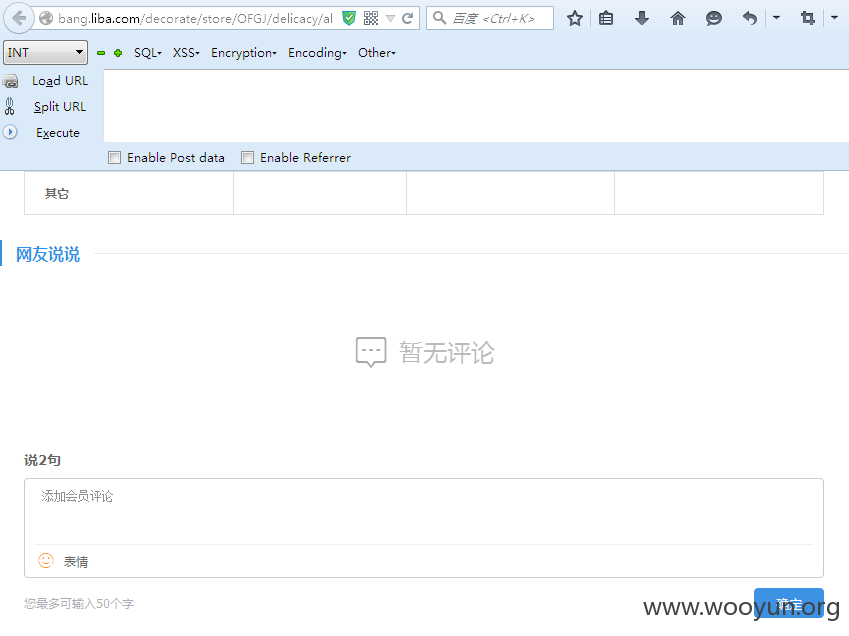 bang.liba.com/decorate/store/OFGJ/delicacy/al
百度 <Ctrl+K>
INT SQL XSS Encryption Encoding Other
Load URL
Split URL
Execute
Enable Post data Enable Referrer
其它
网友说说
暂无评论
说2句
添加会员评论
表情
您最多可输入50个字
确定
www.wooyun.org